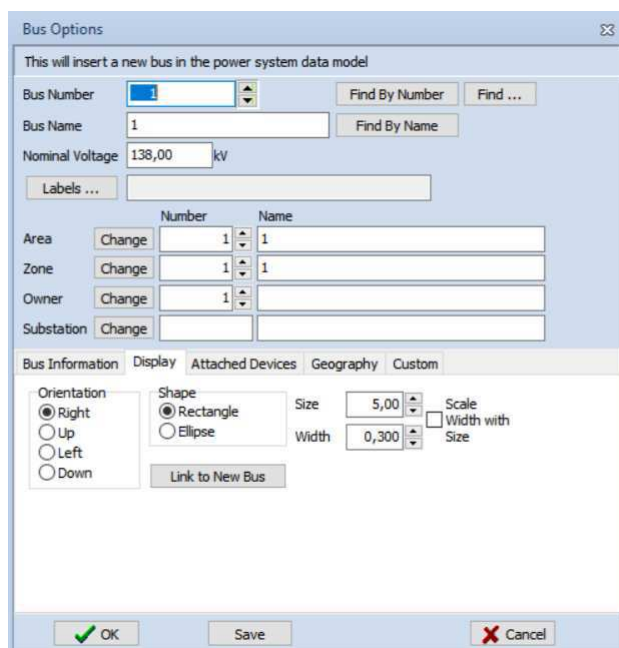 Bus Options
This will insert a new bus in the power system data model
Bus Number 1 Find By Number Find ...
Bus Name 1 Find By Name
Nominal Voltage 138,00 kV
Labels ...
Number Name
Area Change 1 1
Zone Change 1 1
Owner Change 1
Substation Change
Bus Information Display Attached Devices Geography Custom
Orientation Shape
Right Rectangle Size 5,00 Scale
Up Ellipse Width 0,300 Width with
Left Size
Down Link to New Bus
OK Save Cancel